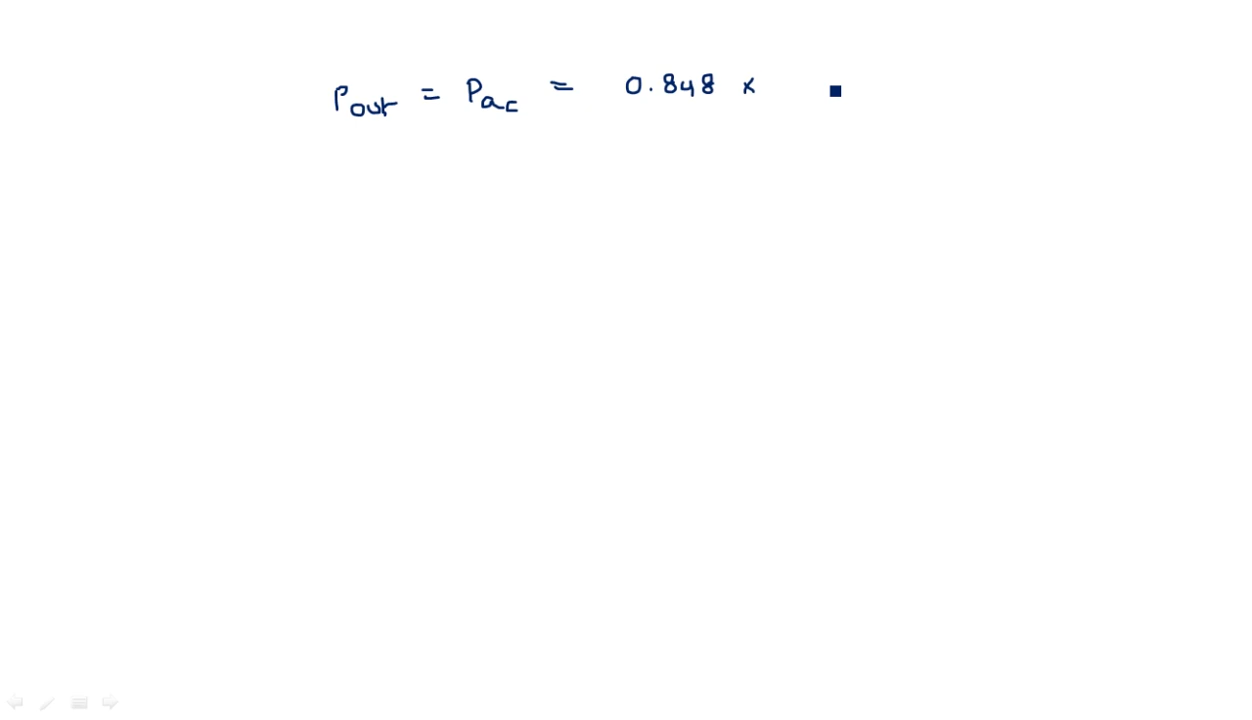 Pout = Pac = 0.848 ×